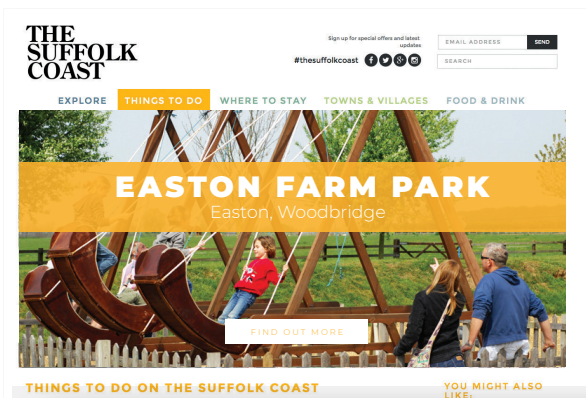 THE
SUFFOLK
COAST
Sign up for special offers and latest
updates
EMAIL ADDRESS
SEND
#thesuffolkcoast
SEARCH
EXPLORE THINGS TO DO WHERE TO STAY TOWNS & VILLAGES FOOD & DRINK
EASTON FARM PARK
Easton, Woodbridge
FIND OUT MORE
THINGS TO DO ON THE SUFFOLK COAST
YOU MIGHT ALSO
LIKE: